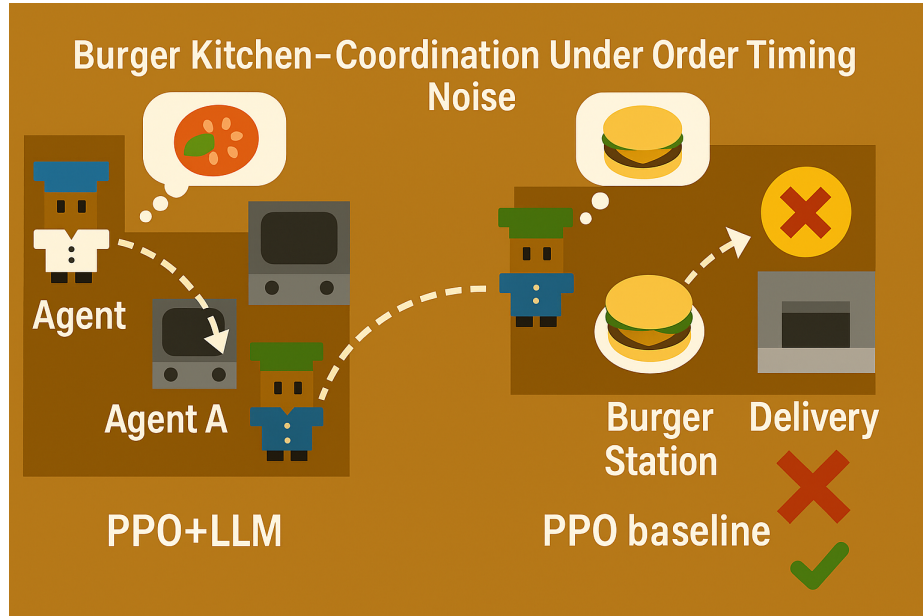 Burger Kitchen–Coordination Under Order Timing
Noise
Agent
Agent A
Burger
Station
Delivery
PPO+LLM
PPO baseline